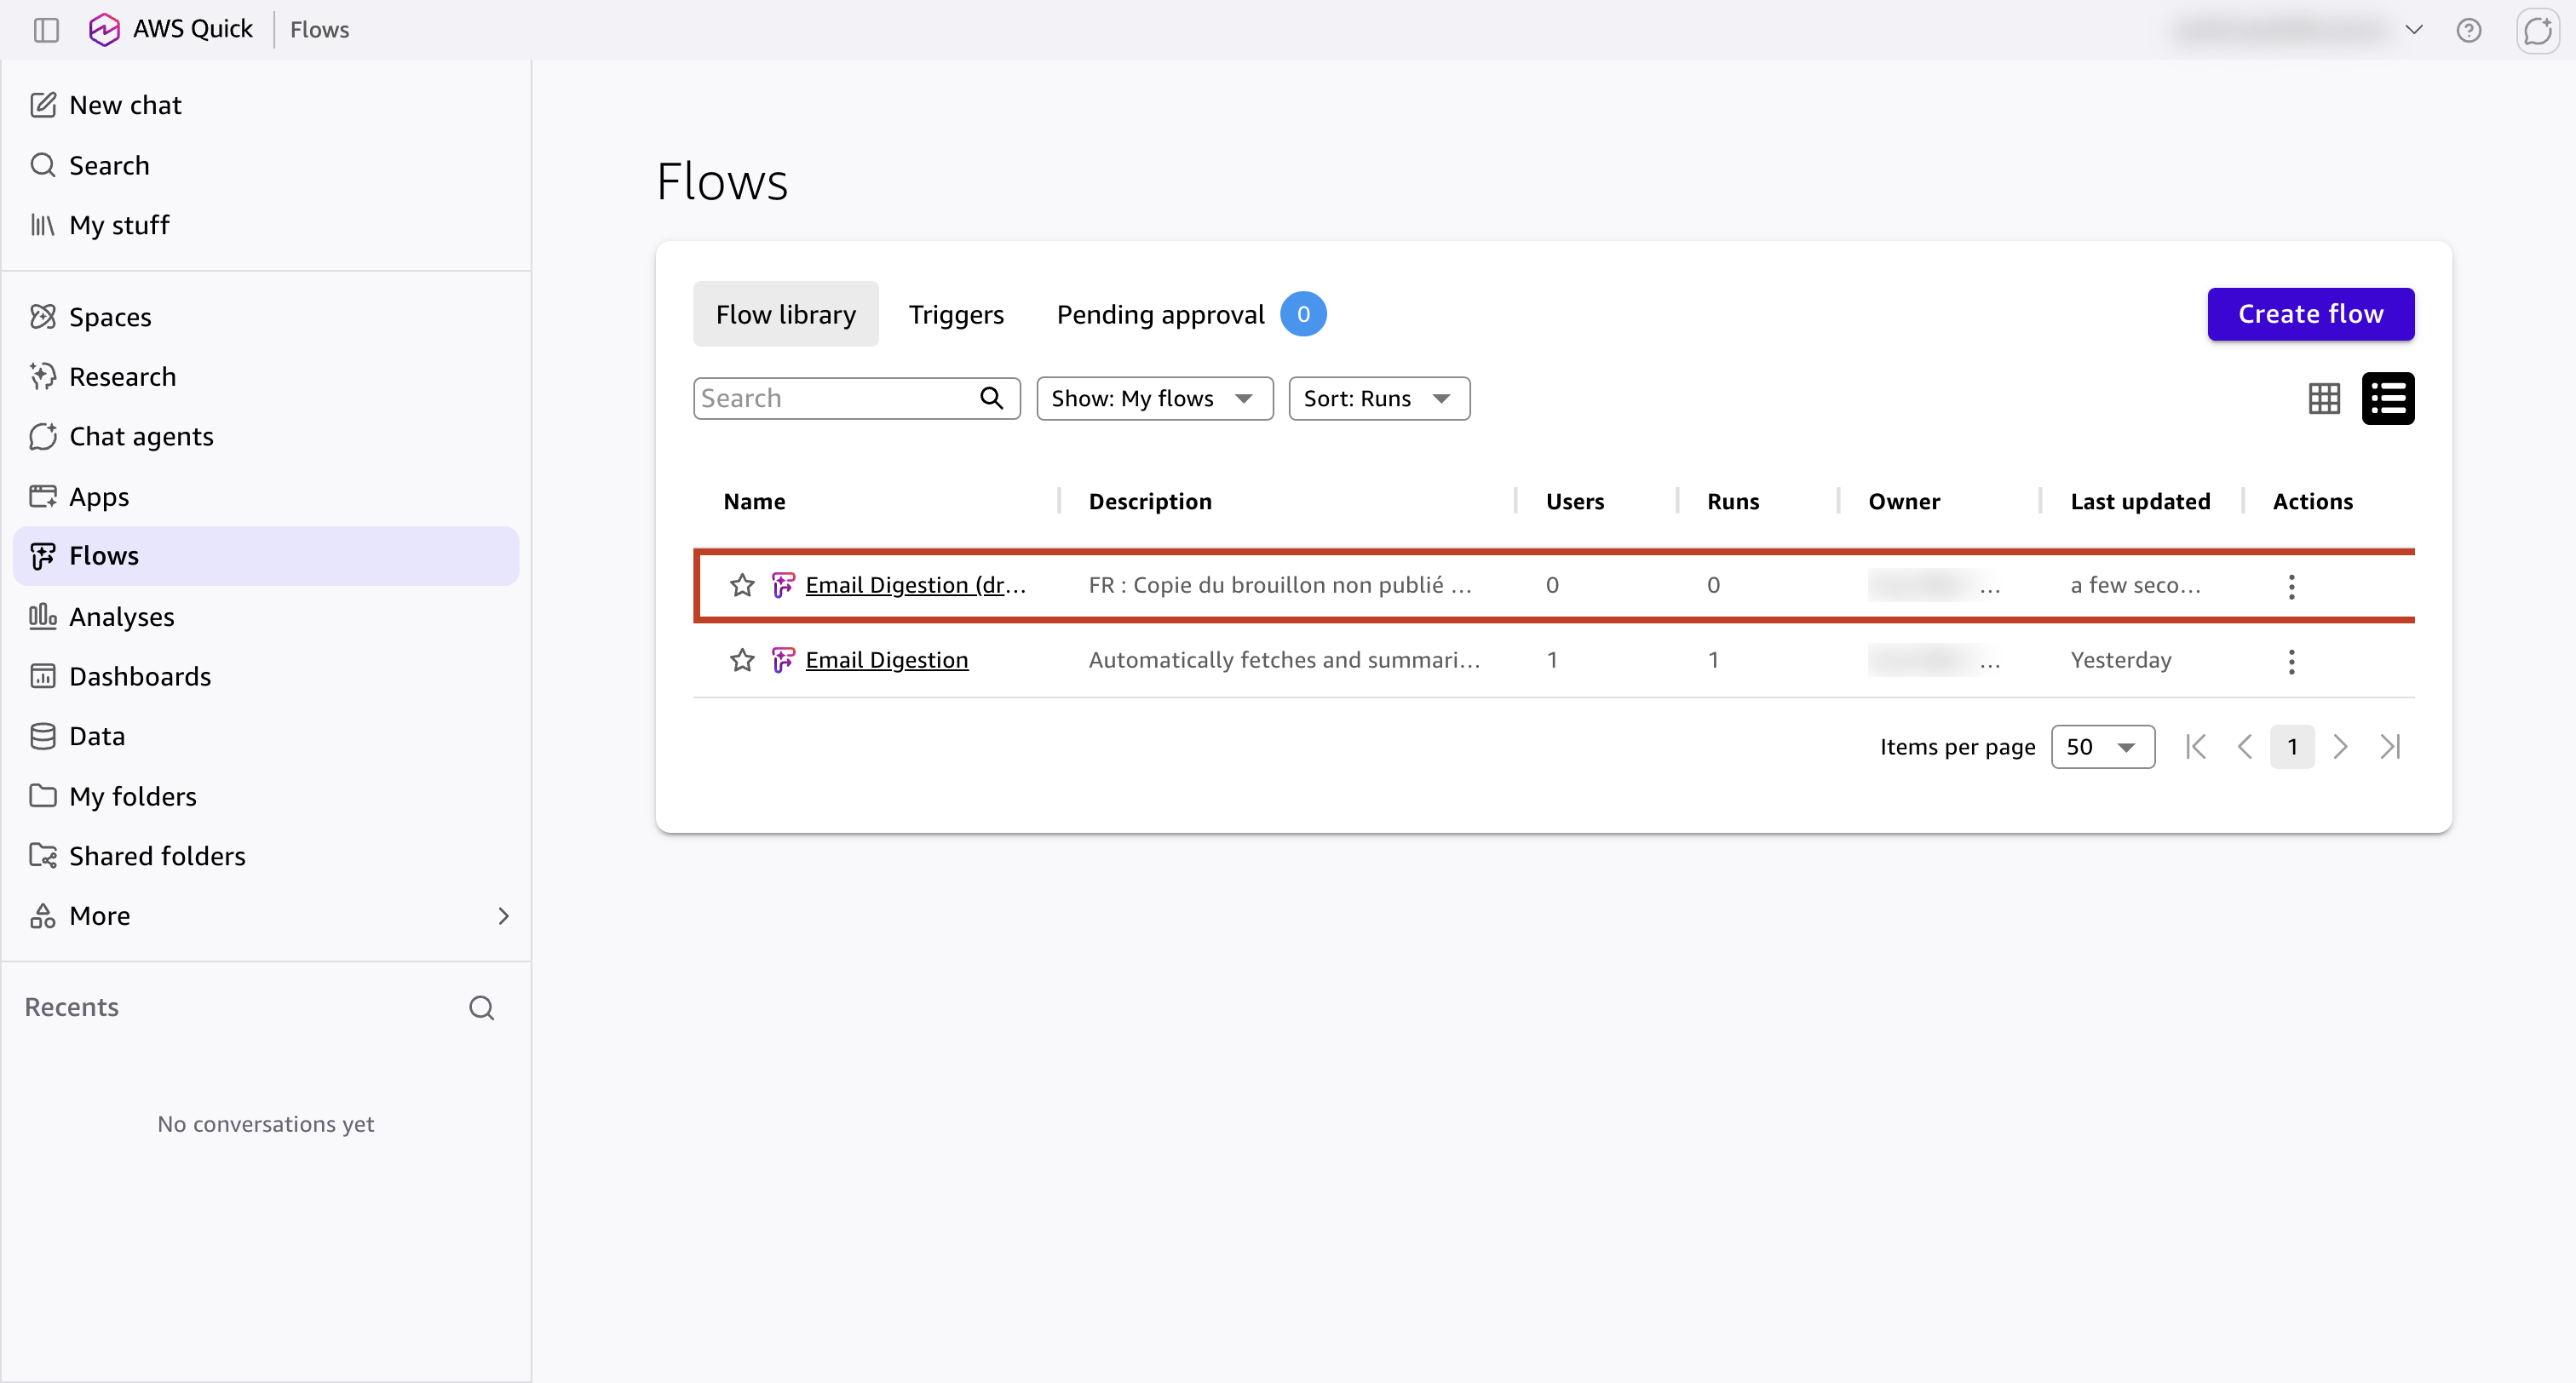 AWS Quick Flows
New chat
Search
My stuff
Spaces
Research
Chat agents
Apps
Flows
Analyses
Dashboards
Data
My folders
Shared folders
More
Recents
No conversations yet
Flows
Flow library Triggers Pending approval 0 Create flow
Search Show: My flows Sort: Runs
Name Description Users Runs Owner Last updated Actions
Email Digestion (dr... FR : Copie du brouillon non publié ... 0 0 ... a few seco...
Email Digestion Automatically fetches and summari... 1 1 ... Yesterday
Items per page 50 1